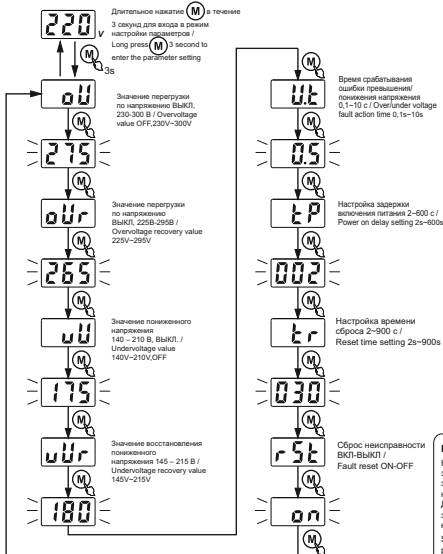 220 v
Длительное нажатие M в течение
3 секунд для входа в режим
настройки параметров /
Long press M 3 second to
enter the parameter setting
M
3s
oU
Значение перегрузки
по напряжению ВЫКЛ,
230-300 В / Overvoltage
value OFF,230V~300V
M
275
M
oUr
Значение перегрузки
по напряжению
ВЫКЛ, 225В-295В /
Overvoltage recovery value
225V~295V
M
265
M
uU
Значение пониженного
напряжения
140 – 210 В, ВЫКЛ. /
Undervoltage value
140V~210V,OFF
M
175
M
uUr
Значение восстановления
пониженного
напряжения 145 – 215 В /
Undervoltage recovery value
145V~215V
M
180
M
U.t
Время срабатывания
ошибки превышения/
понижения напряжения
0,1~10 с / Over/under voltage
fault action time 0,1s~10s
M
0.5
M
tP
Настройка задержки
включения питания 2~600 с /
Power on delay setting 2s~600s
M
002
M
tr
Настройка времени
сброса 2~900 с /
Reset time setting 2s~900s
M
030
M
rSt
Сброс неисправности
ВКЛ-ВЫКЛ /
Fault reset ON-OFF
M
on
M